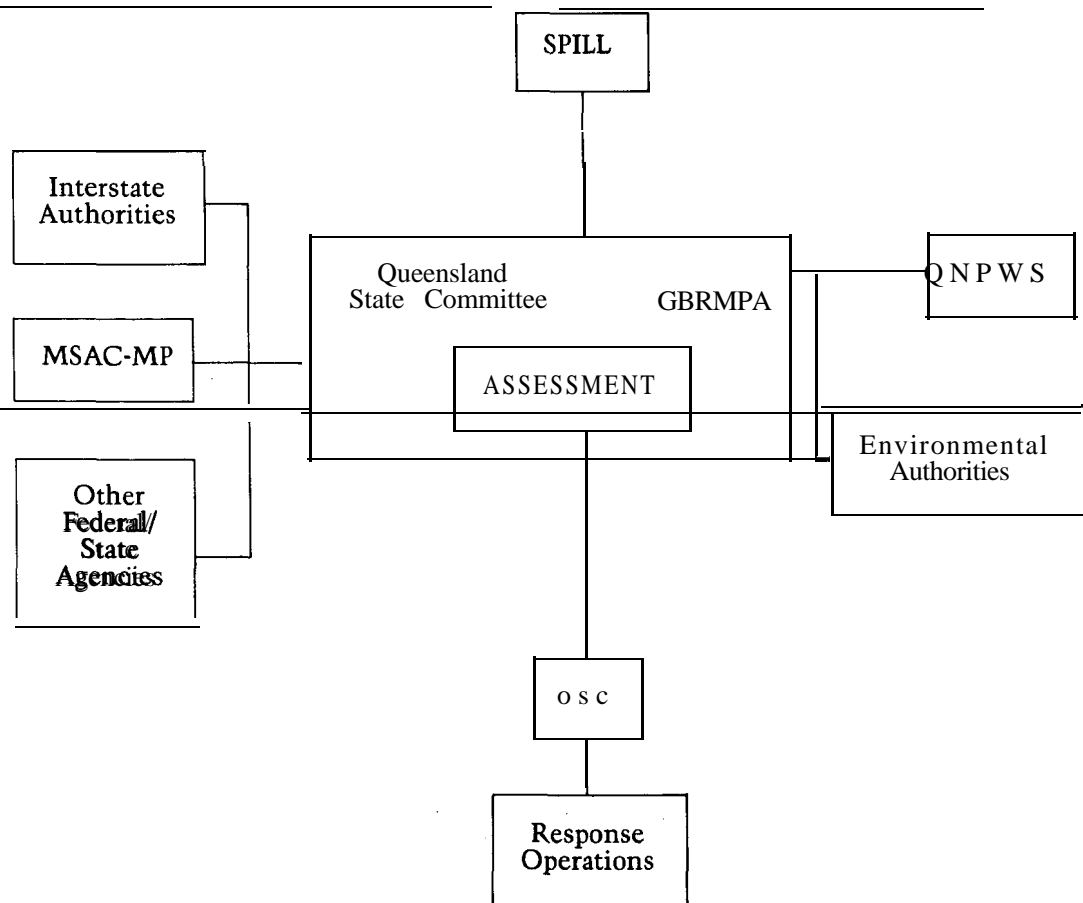 SPILL
Interstate
Authorities
Queensland
State Committee
GBRMPA
QNPWS
MSAC-MP
ASSESSMENT
Environmental
Authorities
Other
Federal/
State
Agencies
osc
Response
Operations